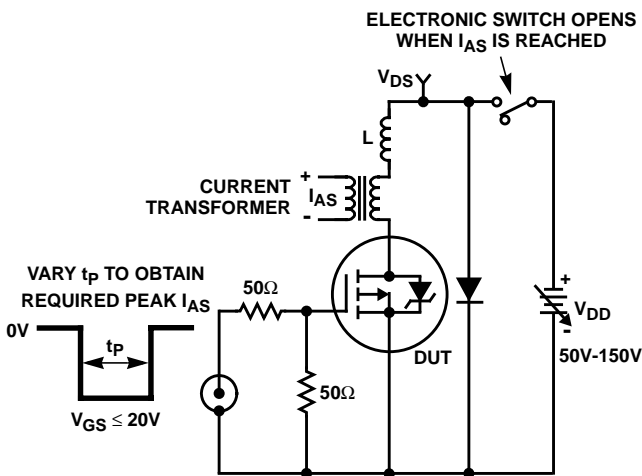 ELECTRONIC SWITCH OPENS
WHEN I_AS IS REACHED
V_DS
L
+
I_AS
-
CURRENT
TRANSFORMER
VARY t_P TO OBTAIN
REQUIRED PEAK I_AS
0V
t_P
V_GS ≤ 20V
50Ω
50Ω
DUT
+
V_DD
-
50V-150V